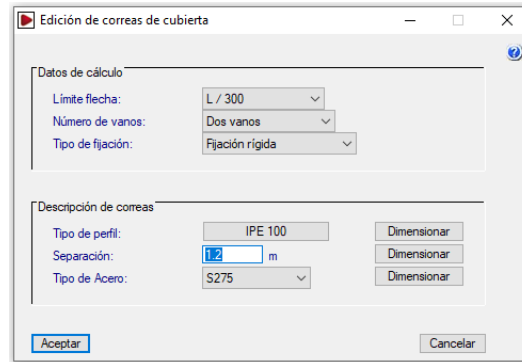 Edición de correas de cubierta
Datos de cálculo
Límite flecha: L / 300
Número de vanos: Dos vanos
Tipo de fijación: Fijación rígida
Descripción de correas
Tipo de perfil: IPE 100 Dimensionar
Separación: 1.2 m Dimensionar
Tipo de Acero: S275 Dimensionar
Aceptar Cancelar